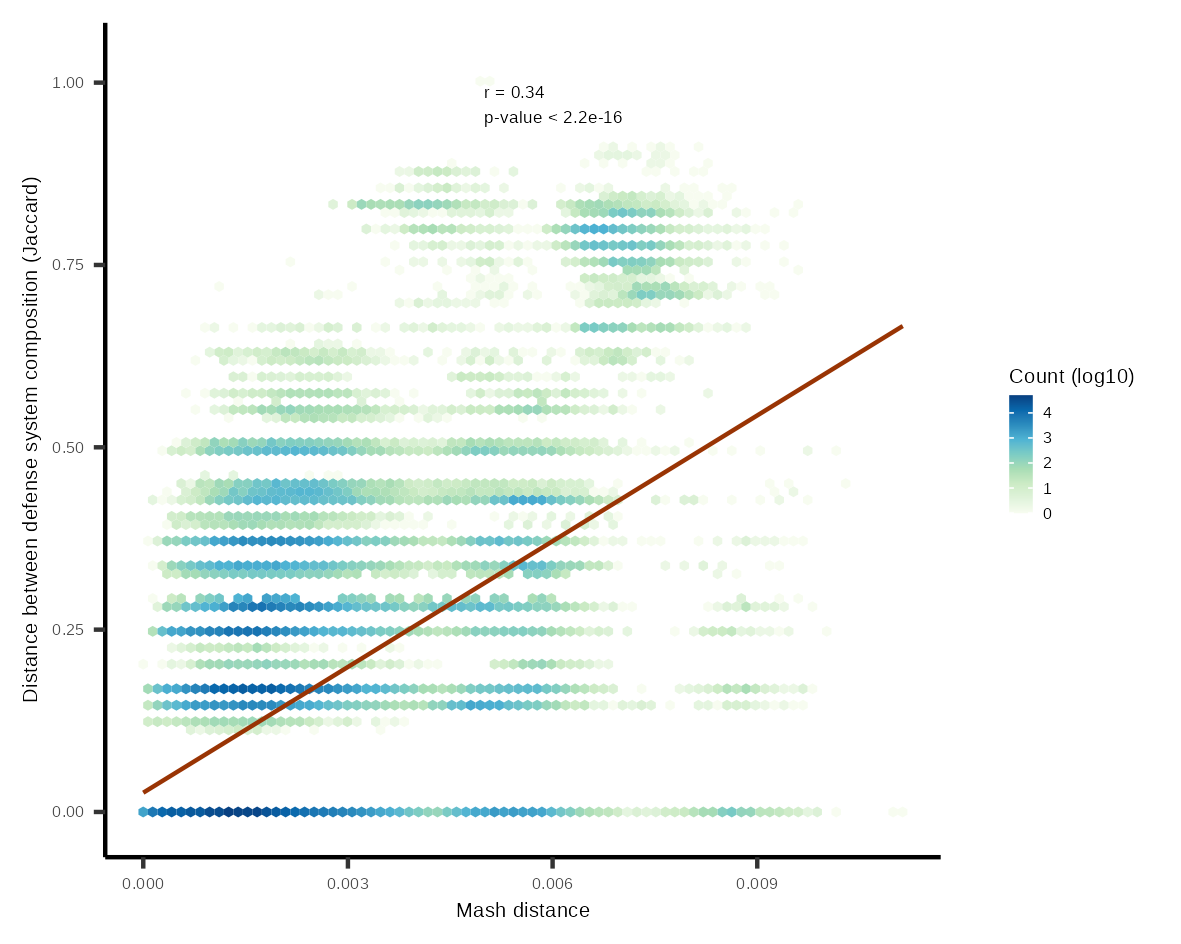 r = 0.34
p-value < 2.2e-16
1.00
0.75
0.50
0.25
0.00
Distance between defense system composition (Jaccard)
0.000
0.003
0.006
0.009
Mash distance
Count (log10)
4
3
2
1
0